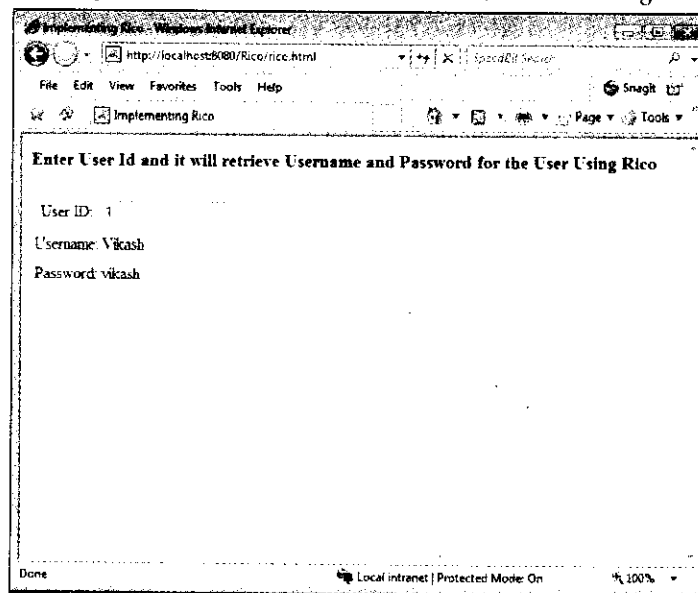 Implementing Rico - Windows Internet Explorer
http://localhost:8080/Rico/rico.html
SpeedBit Search
File Edit View Favorites Tools Help
Snagit
Implementing Rico
Page Tools
Enter User Id and it will retrieve Username and Password for the User Using Rico
User ID: 1
Username: Vikash
Password: vikash
Done
Local intranet | Protected Mode: On
100%